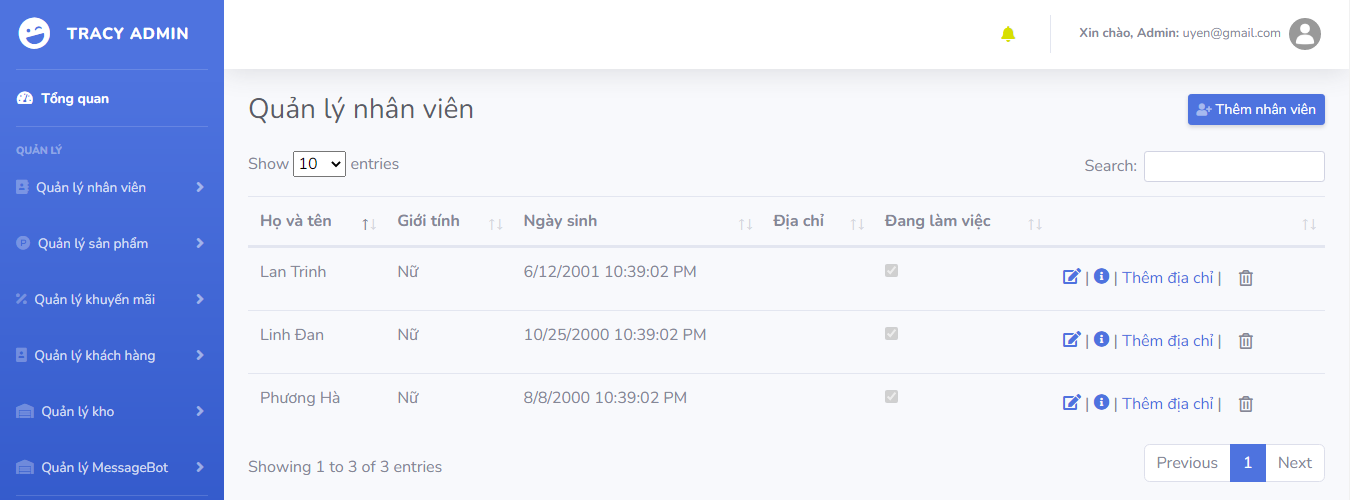 TRACY ADMIN
Xin chào, Admin: uyen@gmail.com
Tổng quan
QUẢN LÝ
Quản lý nhân viên
Quản lý sản phẩm
Quản lý khuyến mãi
Quản lý khách hàng
Quản lý kho
Quản lý MessageBot
Quản lý nhân viên
Thêm nhân viên
Show 10 entries
Search:
Họ và tên Giới tính Ngày sinh Địa chỉ Đang làm việc
Lan Trinh Nữ 6/12/2001 10:39:02 PM | | Thêm địa chỉ |
Linh Đan Nữ 10/25/2000 10:39:02 PM | | Thêm địa chỉ |
Phương Hà Nữ 8/8/2000 10:39:02 PM | | Thêm địa chỉ |
Showing 1 to 3 of 3 entries
Previous 1 Next